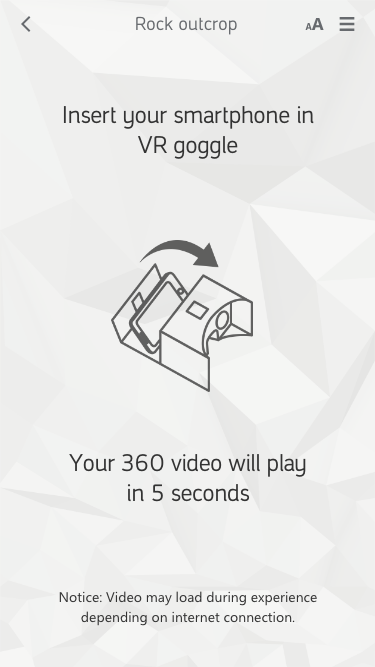 Rock outcrop
AA
Insert your smartphone in
VR goggle
Your 360 video will play
in 5 seconds
Notice: Video may load during experience
depending on internet connection.